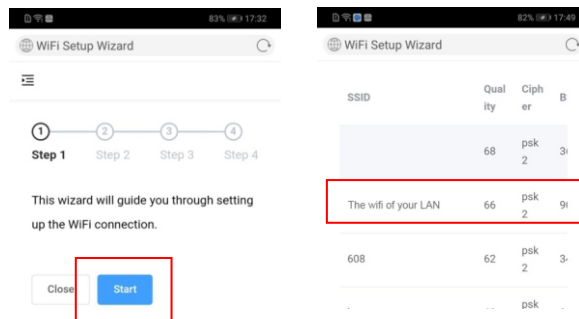 83% 17:32
WiFi Setup Wizard
1 2 3 4
Step 1 Step 2 Step 3 Step 4
This wizard will guide you through setting
up the WiFi connection.
Close Start
82% 17:49
WiFi Setup Wizard
SSID Qual Ciph B
ity er
68 psk
2
The wifi of your LAN 66 psk
2
608 62 psk
2
psk